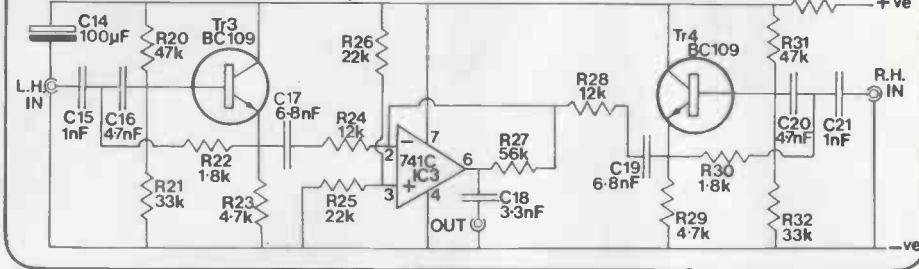 +ve
C14
100µF
R20
47k
Tr3
BC109
R26
22k
Tr4
BC109
R31
47k
L.H.
IN
C15
1nF
C16
47nF
C17
6·8nF
R24
12k
R28
12k
R.H.
IN
C20
47nF
C21
1nF
R22
1·8k
2
741C
IC3
7
6
3
4
R27
56k
C19
6·8nF
R30
1·8k
R21
33k
R23
4·7k
R25
22k
C18
3·3nF
OUT
R29
4·7k
R32
33k
-ve